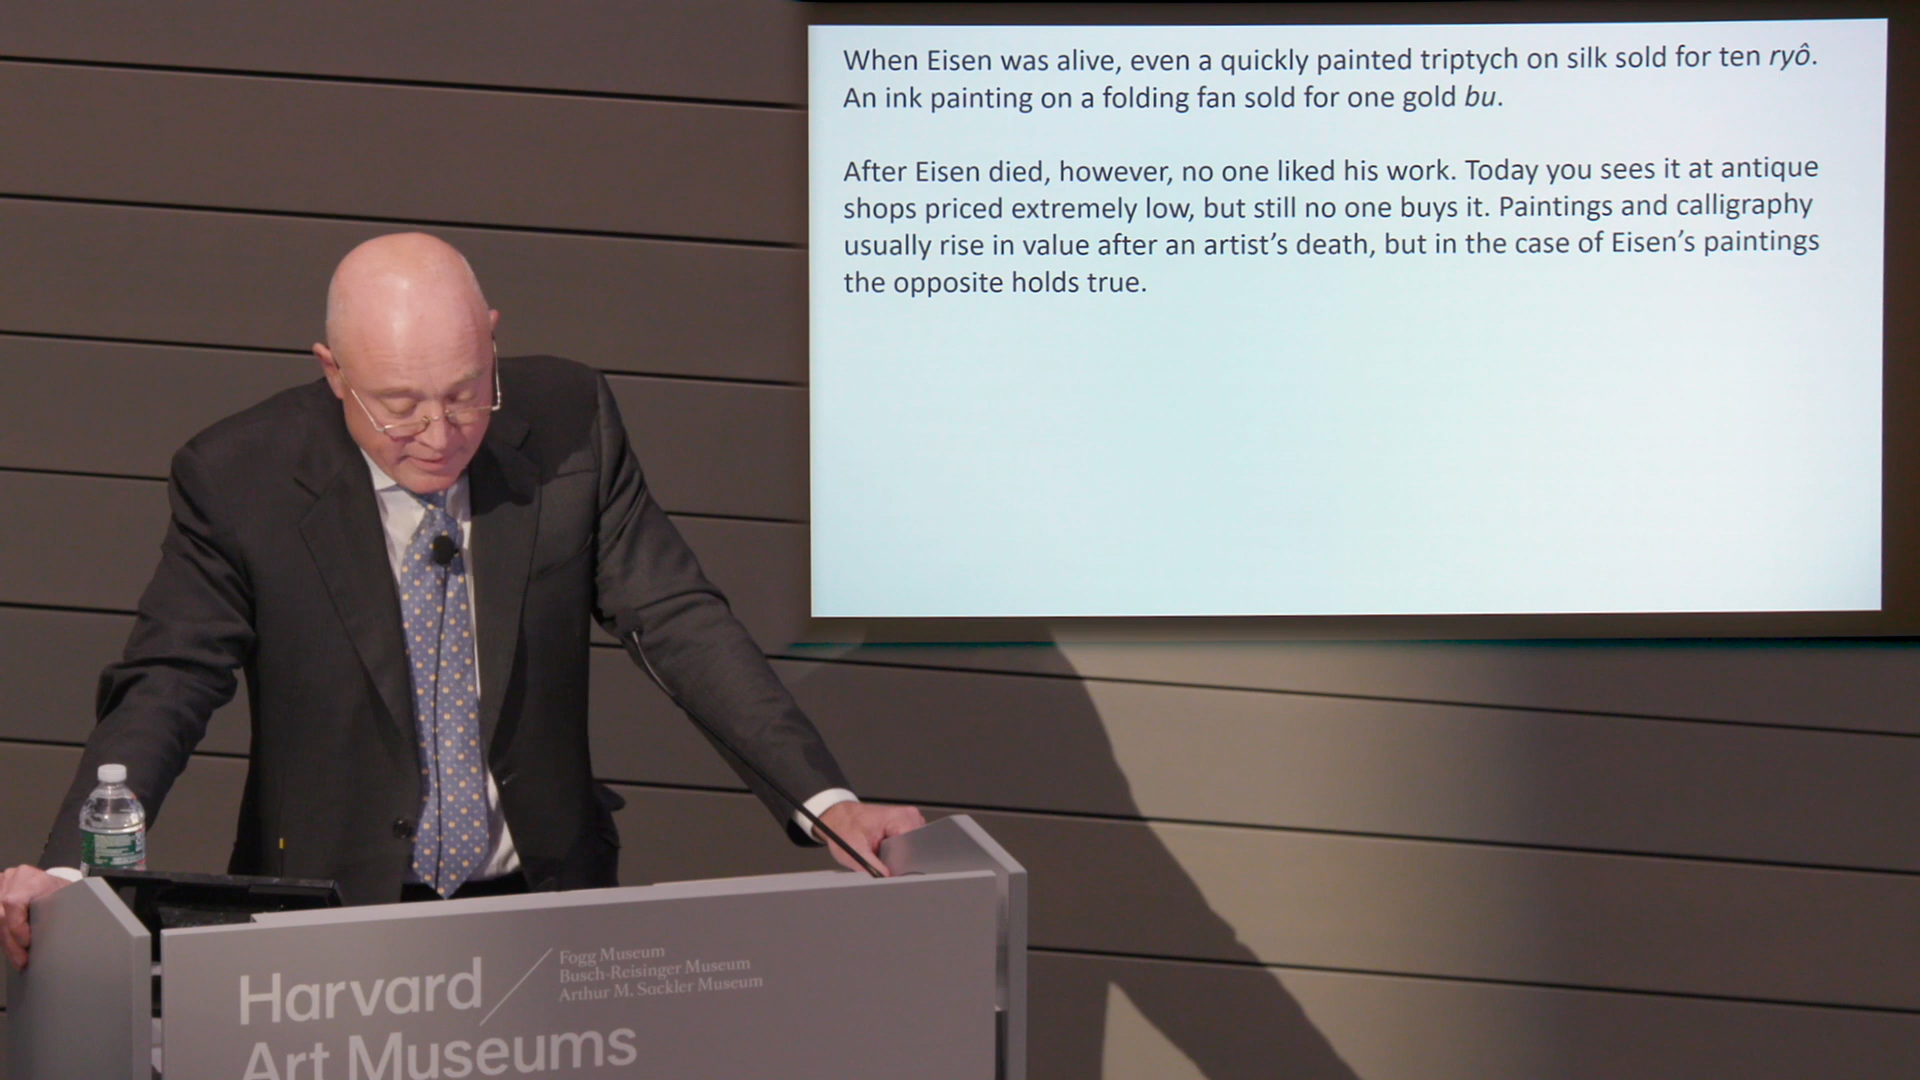 When Eisen was alive, even a quickly painted triptych on silk sold for ten ryô.
An ink painting on a folding fan sold for one gold bu.
After Eisen died, however, no one liked his work. Today you sees it at antique
shops priced extremely low, but still no one buys it. Paintings and calligraphy
usually rise in value after an artist’s death, but in the case of Eisen’s paintings
the opposite holds true.
Harvard
Art Museums
Fogg Museum
Busch-Reisinger Museum
Arthur M. Sackler Museum